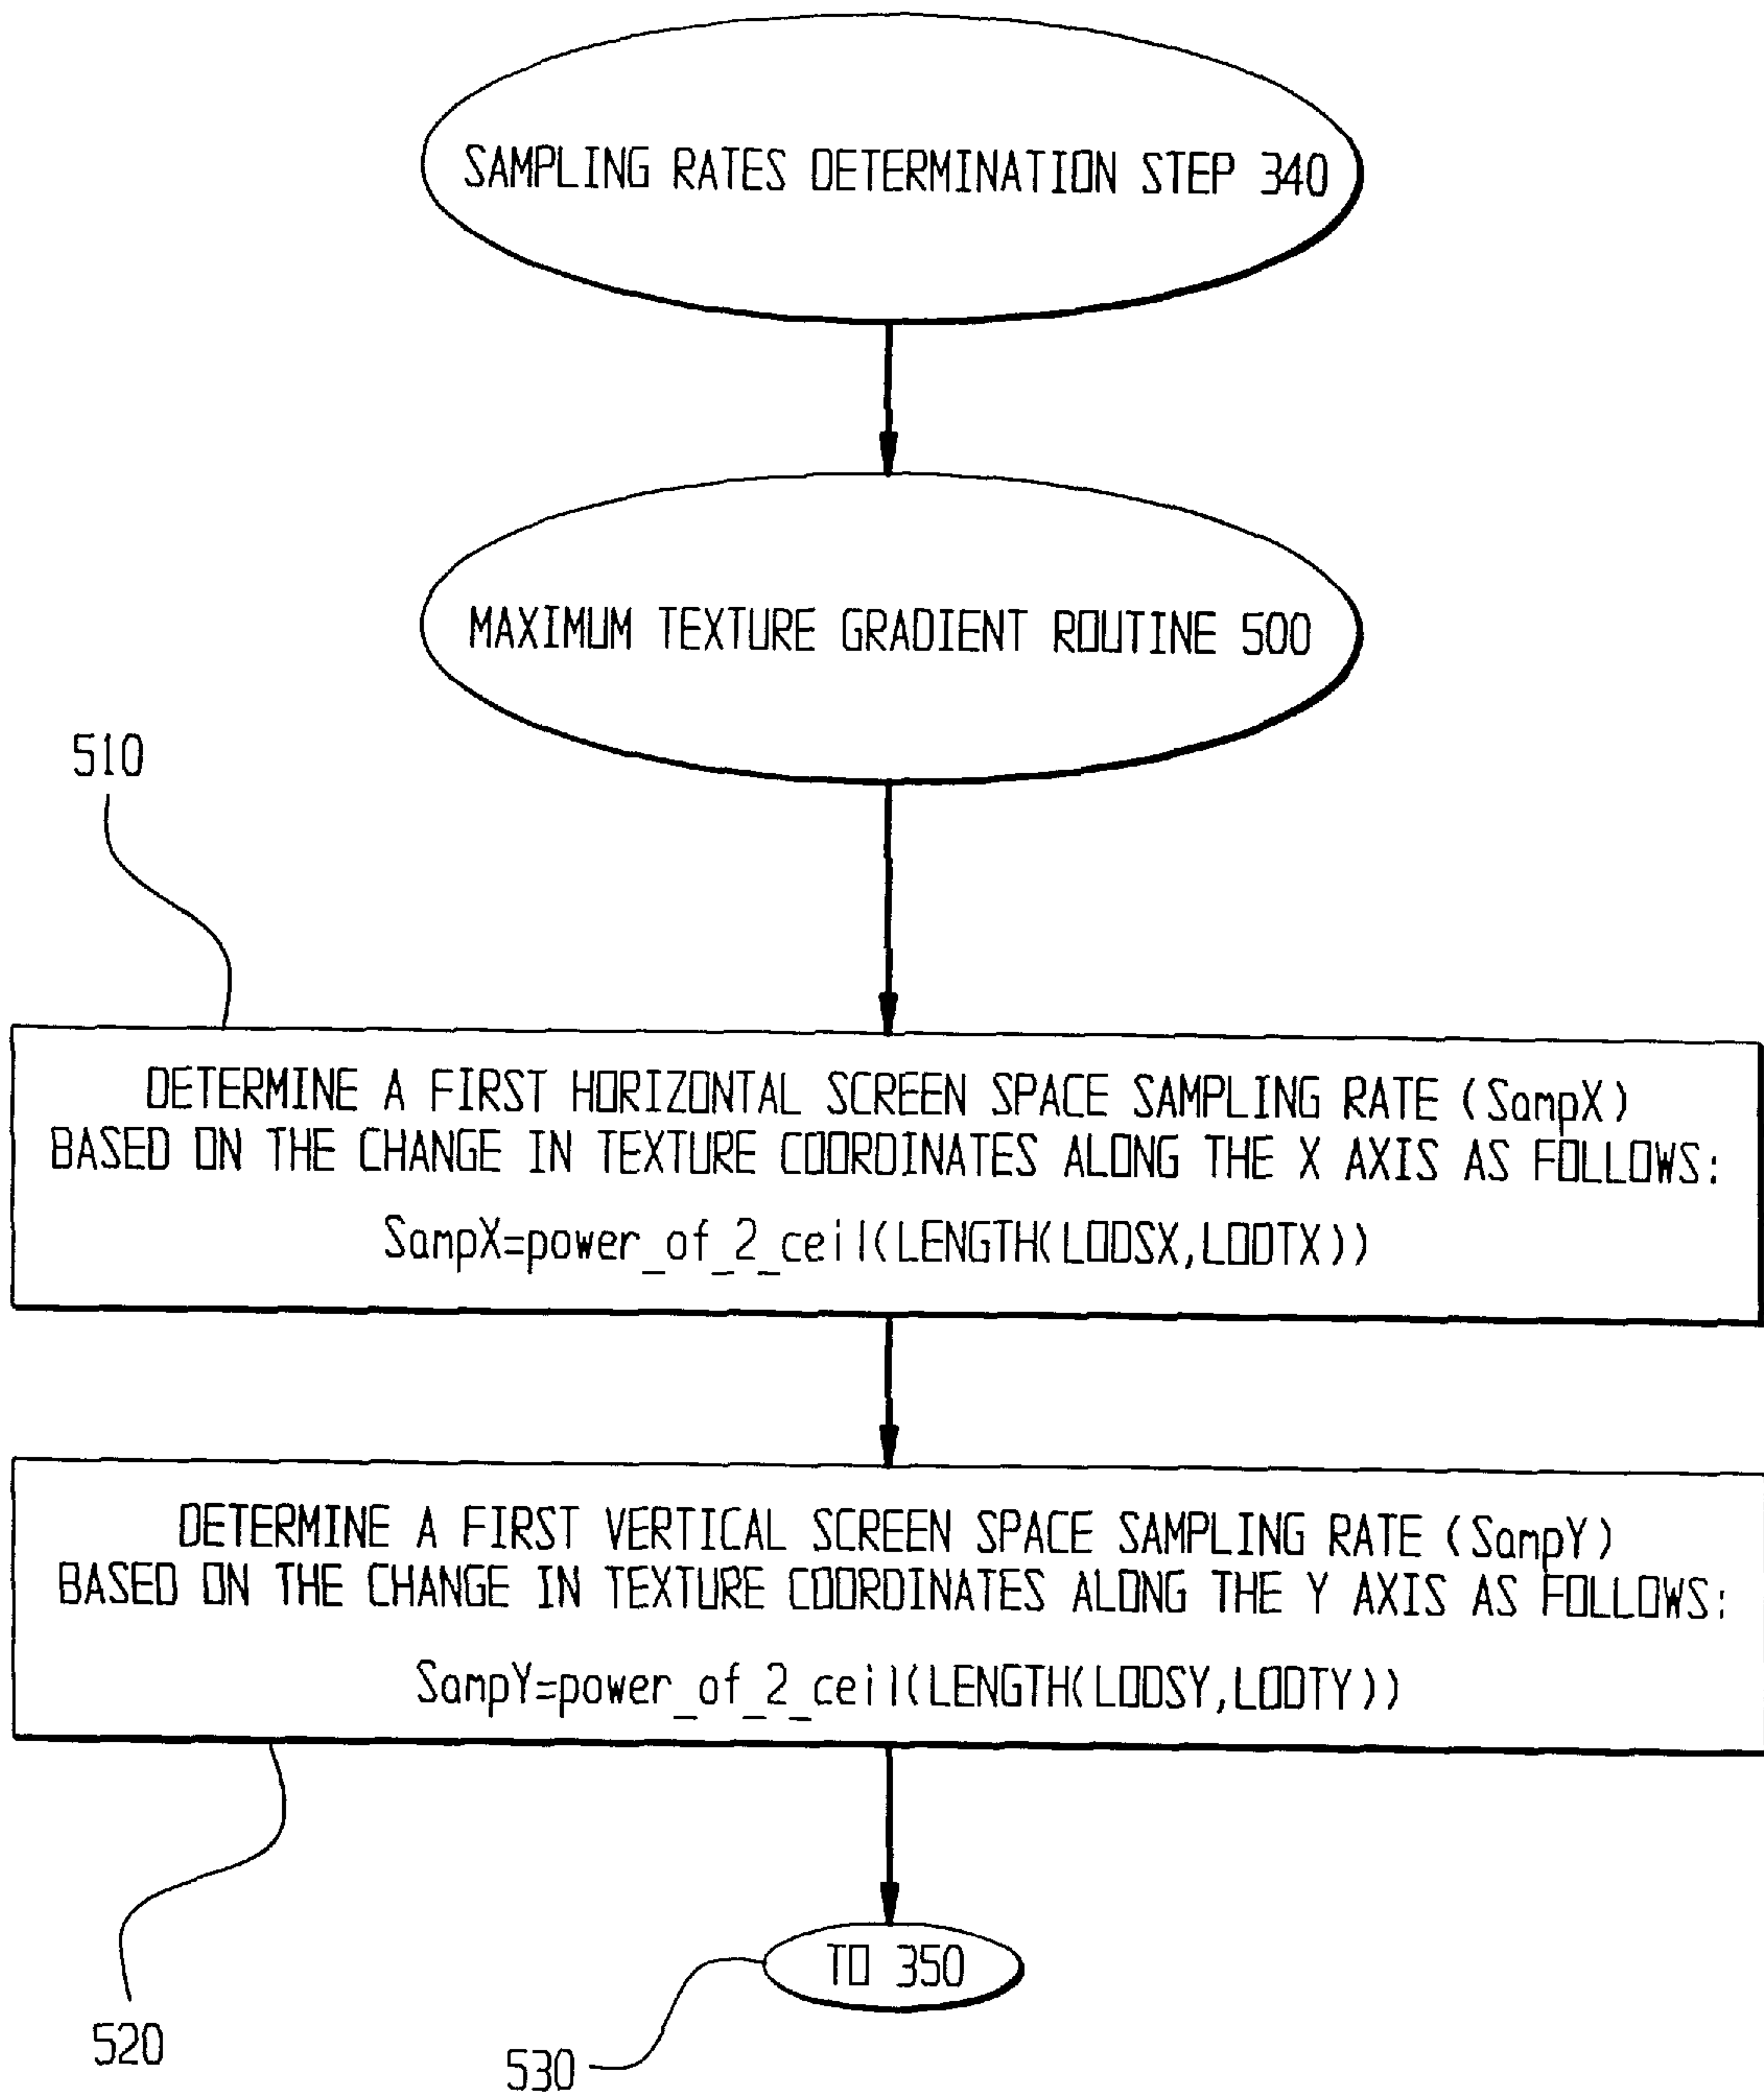 SAMPLING RATES DETERMINATION STEP 340
MAXIMUM TEXTURE GRADIENT ROUTINE 500
510
DETERMINE A FIRST HORIZONTAL SCREEN SPACE SAMPLING RATE (SampX)
BASED ON THE CHANGE IN TEXTURE COORDINATES ALONG THE X AXIS AS FOLLOWS:
SampX=power_of_2_ceil(LENGTH(LODSX,LODTX))
DETERMINE A FIRST VERTICAL SCREEN SPACE SAMPLING RATE (SampY)
BASED ON THE CHANGE IN TEXTURE COORDINATES ALONG THE Y AXIS AS FOLLOWS:
SampY=power_of_2_ceil(LENGTH(LODSY,LODTY))
TO 350
520
530